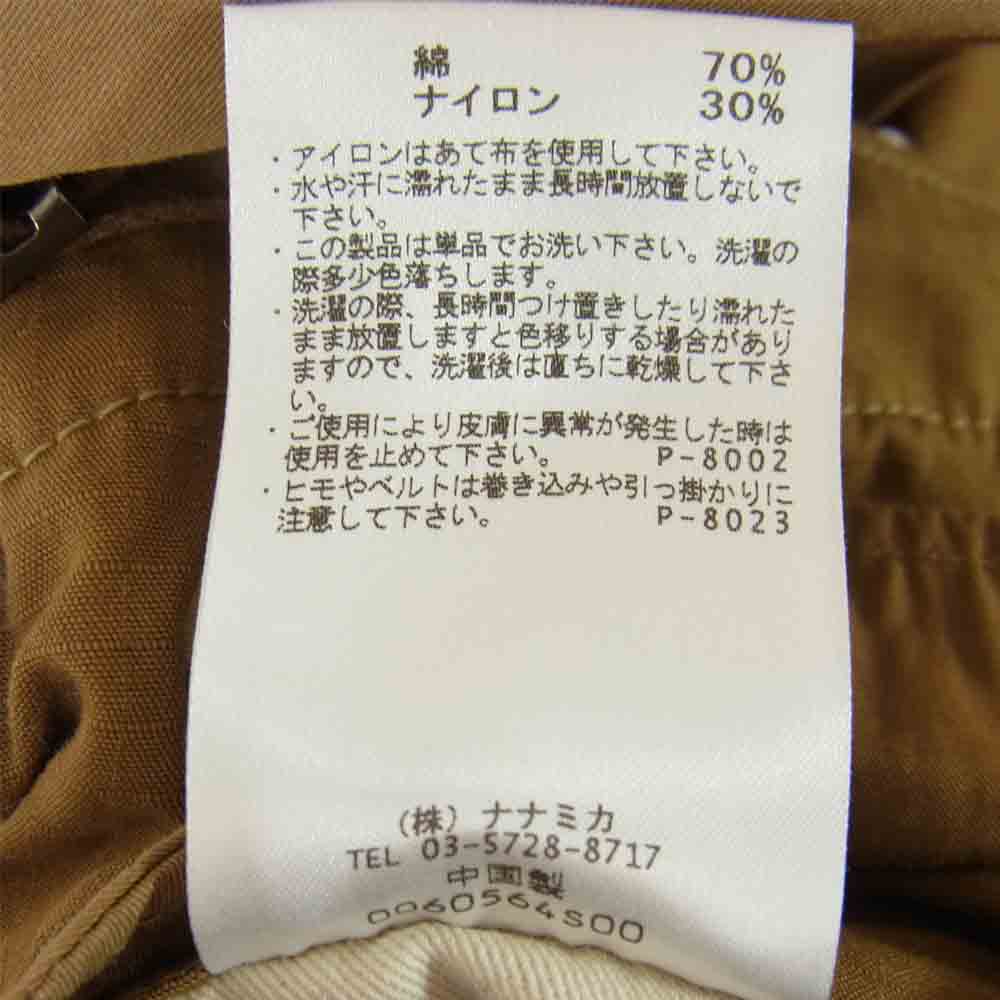 綿 70%
ナイロン 30%
・アイロンはあて布を使用して下さい。
・水や汗に濡れたまま長時間放置しないで
下さい。
・この製品は単品でお洗い下さい。洗濯の
際多少色落ちします。
・洗濯の際、長時間つけ置きしたり濡れた
まま放置しますと色移りする場合があり
ますので、洗濯後は直ちに乾燥して下さ
い。
・ご使用により皮膚に異常が発生した時は
使用を止めて下さい。 P-8002
・ヒモやベルトは巻き込みや引っ掛かりに
注意して下さい。 P-8023
(株) ナナミカ
TEL 03-5728-8717
中国製
0060564S00